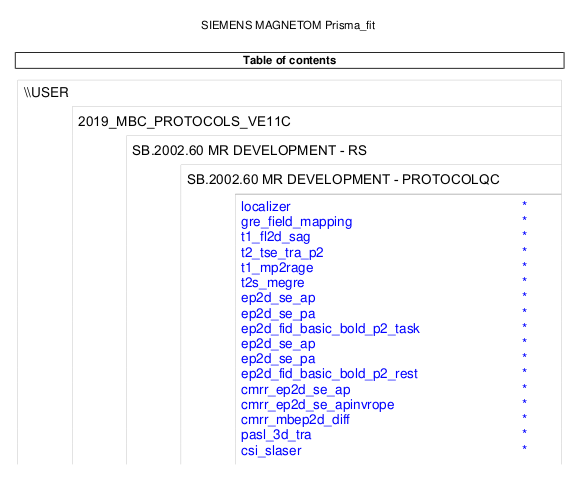 SIEMENS MAGNETOM Prisma_fit
Table of contents
\\USER
2019_MBC_PROTOCOLS_VE11C
SB.2002.60 MR DEVELOPMENT - RS
SB.2002.60 MR DEVELOPMENT - PROTOCOLQC
localizer *
gre_field_mapping *
t1_fl2d_sag *
t2_tse_tra_p2 *
t1_mp2rage *
t2s_megre *
ep2d_se_ap *
ep2d_se_pa *
ep2d_fid_basic_bold_p2_task *
ep2d_se_ap *
ep2d_se_pa *
ep2d_fid_basic_bold_p2_rest *
cmrr_ep2d_se_ap *
cmrr_ep2d_se_apinvrope *
cmrr_mbep2d_diff *
pasl_3d_tra *
csi_slaser *